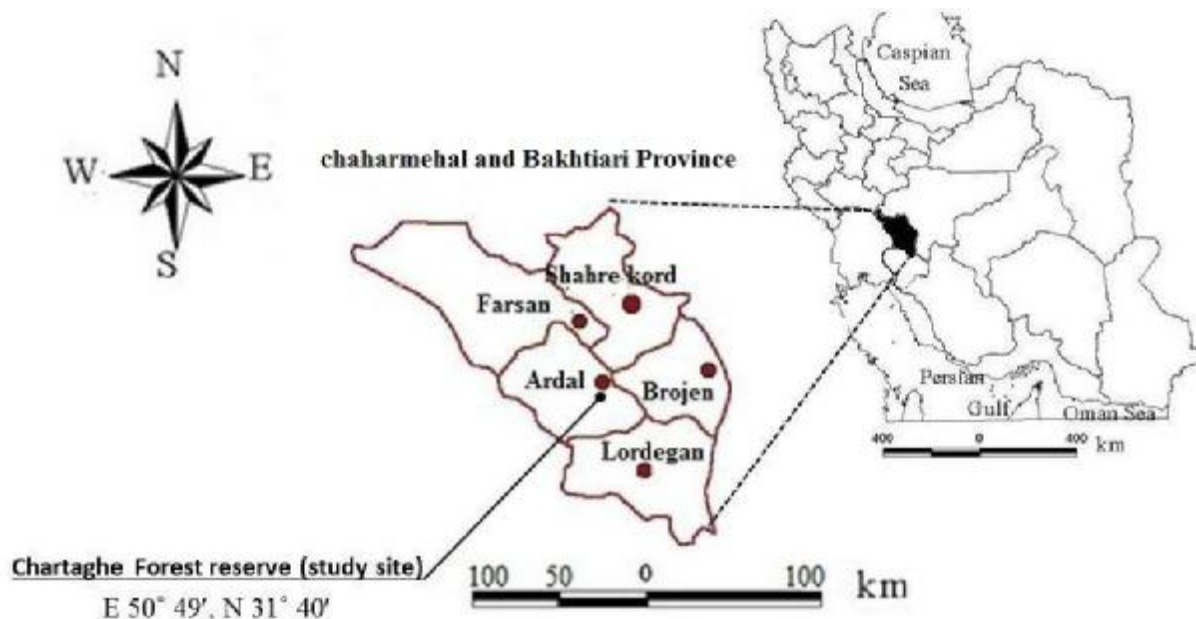 N
W E
S
Caspian
Sea
chaharmehal and Bakhtiari Province
Shahre kord
Farsan
Ardal
Brojen
Lordegan
Persian
Gulf
Oman Sea
400 0 400 km
Chartaghe Forest reserve (study site)
E 50° 49', N 31° 40'
100 50 0 100 km